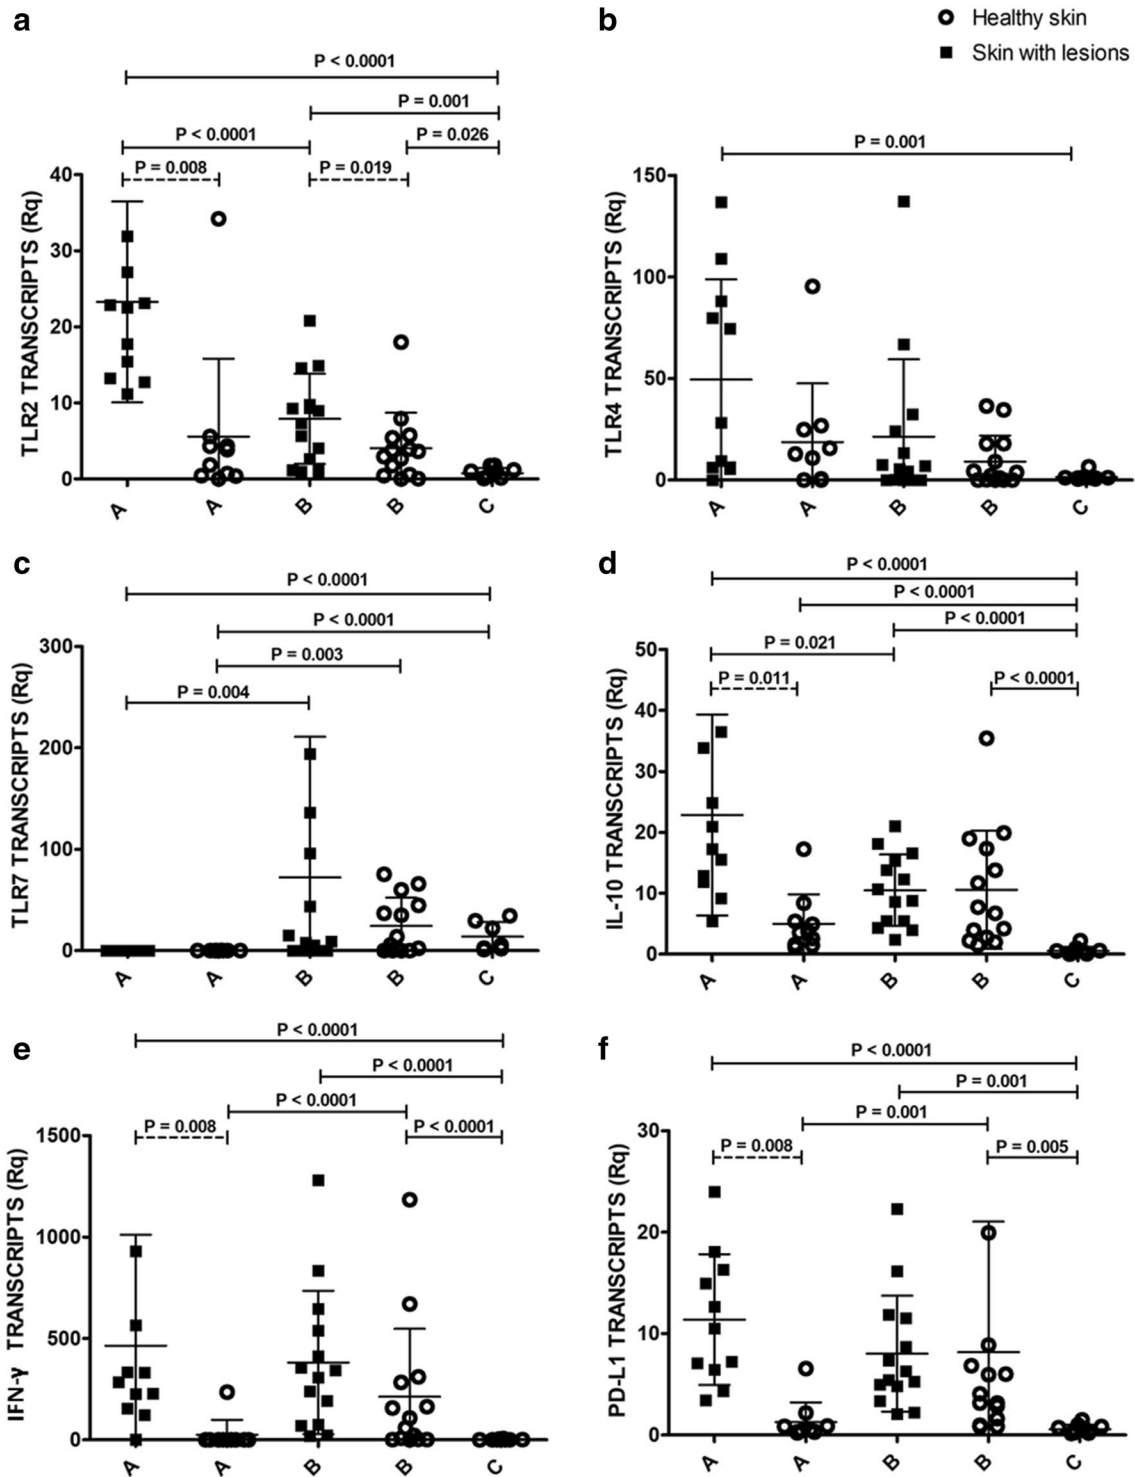 a
b
Healthy skin
Skin with lesions
P < 0.0001
P = 0.001
P < 0.0001
P = 0.026
P = 0.008
P = 0.019
TLR2 TRANSCRIPTS (Rq)
40
30
20
10
0
A
A
B
B
C
P = 0.001
TLR4 TRANSCRIPTS (Rq)
150
100
50
0
A
A
B
B
C
c
P < 0.0001
P < 0.0001
P = 0.003
P = 0.004
TLR7 TRANSCRIPTS (Rq)
300
200
100
0
A
A
B
B
C
d
P < 0.0001
P < 0.0001
P < 0.0001
P = 0.021
P = 0.011
P < 0.0001
IL-10 TRANSCRIPTS (Rq)
50
40
30
20
10
0
A
A
B
B
C
e
P < 0.0001
P < 0.0001
P < 0.0001
P = 0.008
P < 0.0001
IFN-γ TRANSCRIPTS (Rq)
1500
1000
500
0
A
A
B
B
C
f
P < 0.0001
P = 0.001
P = 0.001
P = 0.008
P = 0.005
PD-L1 TRANSCRIPTS (Rq)
30
20
10
0
A
A
B
B
C